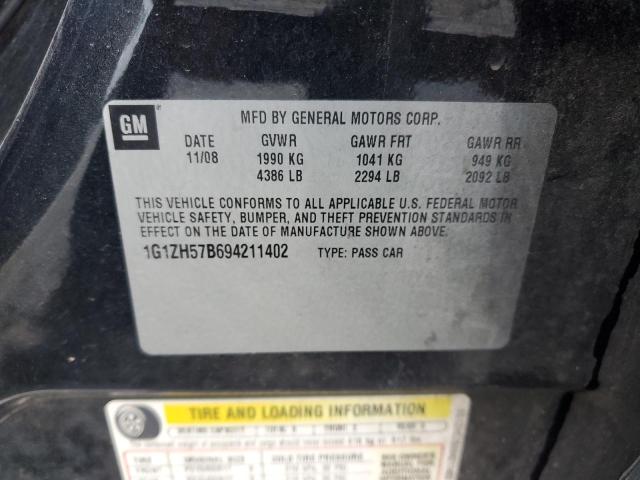 GM
MFD BY GENERAL MOTORS CORP.
DATE GVWR GAWR FRT GAWR RR
11/08 1990 KG 1041 KG 949 KG
4386 LB 2294 LB 2092 LB
THIS VEHICLE CONFORMS TO ALL APPLICABLE U.S. FEDERAL MOTOR
VEHICLE SAFETY, BUMPER, AND THEFT PREVENTION STANDARDS IN
EFFECT ON THE DATE OF MANUFACTURE SHOWN ABOVE.
1G1ZH57B694211402 TYPE: PASS CAR
TIRE AND LOADING INFORMATION
SEATING CAPACITY